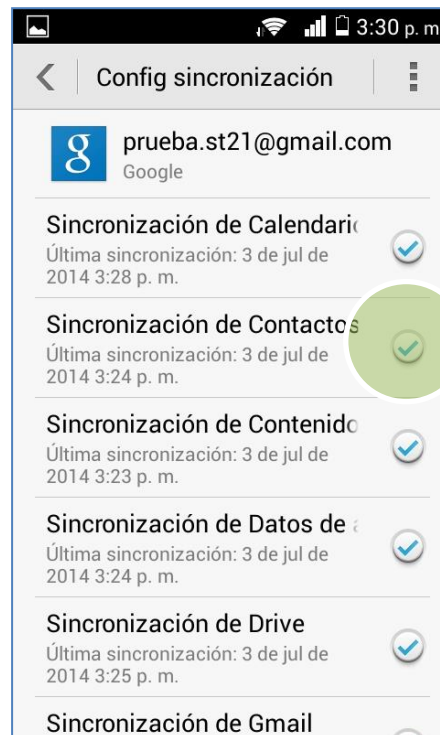 3:30 p. m
Config sincronización
g prueba.st21@gmail.com
Google
Sincronización de Calendario
Última sincronización: 3 de jul de
2014 3:28 p. m.
Sincronización de Contactos
Última sincronización: 3 de jul de
2014 3:24 p. m.
Sincronización de Contenido
Última sincronización: 3 de jul de
2014 3:23 p. m.
Sincronización de Datos de a
Última sincronización: 3 de jul de
2014 3:24 p. m.
Sincronización de Drive
Última sincronización: 3 de jul de
2014 3:25 p. m.
Sincronización de Gmail